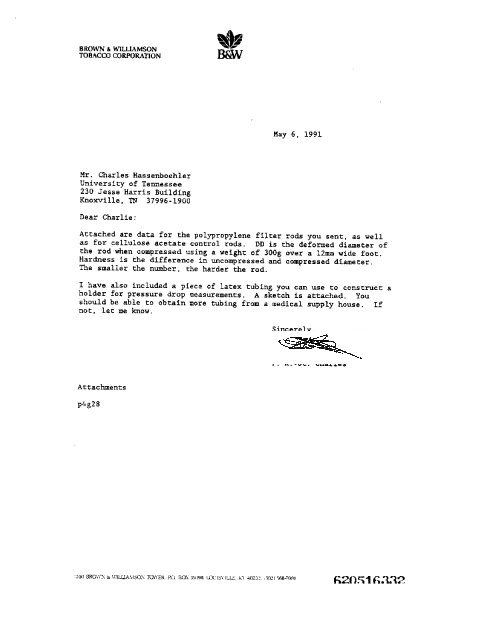 BROWN & WILLIAMSON
TOBACCO CORPORATION
B&W
May 6, 1991
Mr. Charles Hassenboehler
University of Tennessee
230 Jesse Harris Building
Knoxville, TN 37996-1900
Dear Charlie:
Attached are data for the polypropylene filter rods you sent, as well
as for cellulose acetate control rods. DD is the deformed diameter of
the rod when compressed using a weight of 300g over a 12mm wide foot.
Hardness is the difference in uncompressed and compressed diameter.
The smaller the number, the harder the rod.
I have also included a piece of latex tubing you can use to construct a
holder for pressure drop measurements. A sketch is attached. You
should be able to obtain more tubing from a medical supply house. If
not, let me know.
Sincerely
Charles
Attachments
p4g28
BROWN & WILLIAMSON TOWER, P.O. BOX LOUISVILLE, KY
620516332